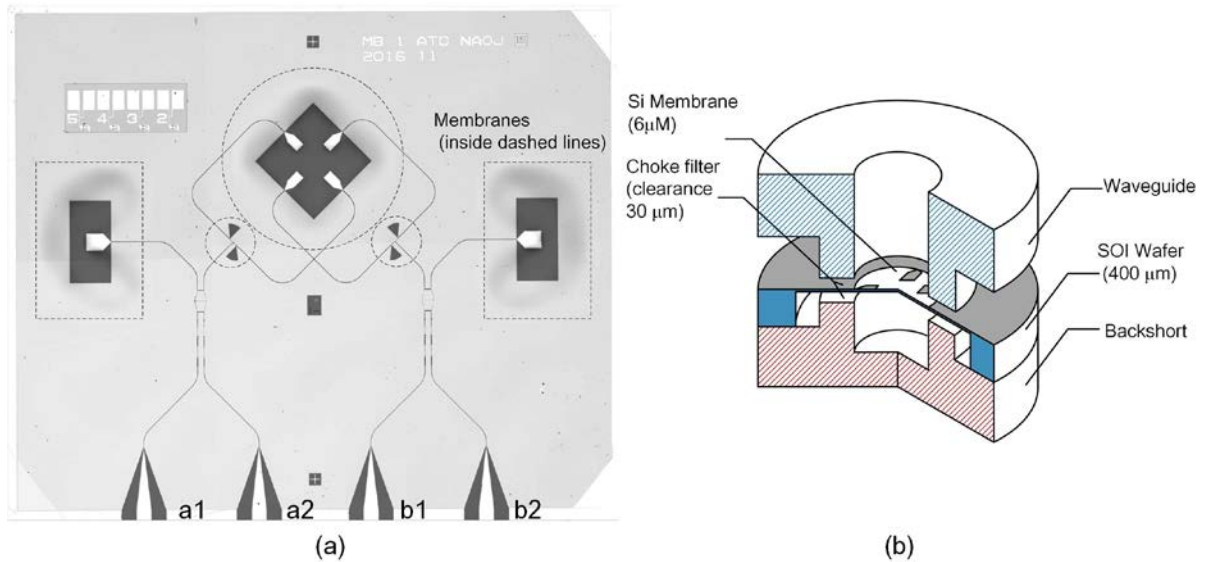 MB 1 ATC NAOJ
2016 11
5 4 3 2
Membranes
(inside dashed lines)
a1 a2 b1 b2
(a)
Si Membrane
(6μM)
Choke filter
(clearance
30 μm)
Waveguide
SOI Wafer
(400 μm)
Backshort
(b)